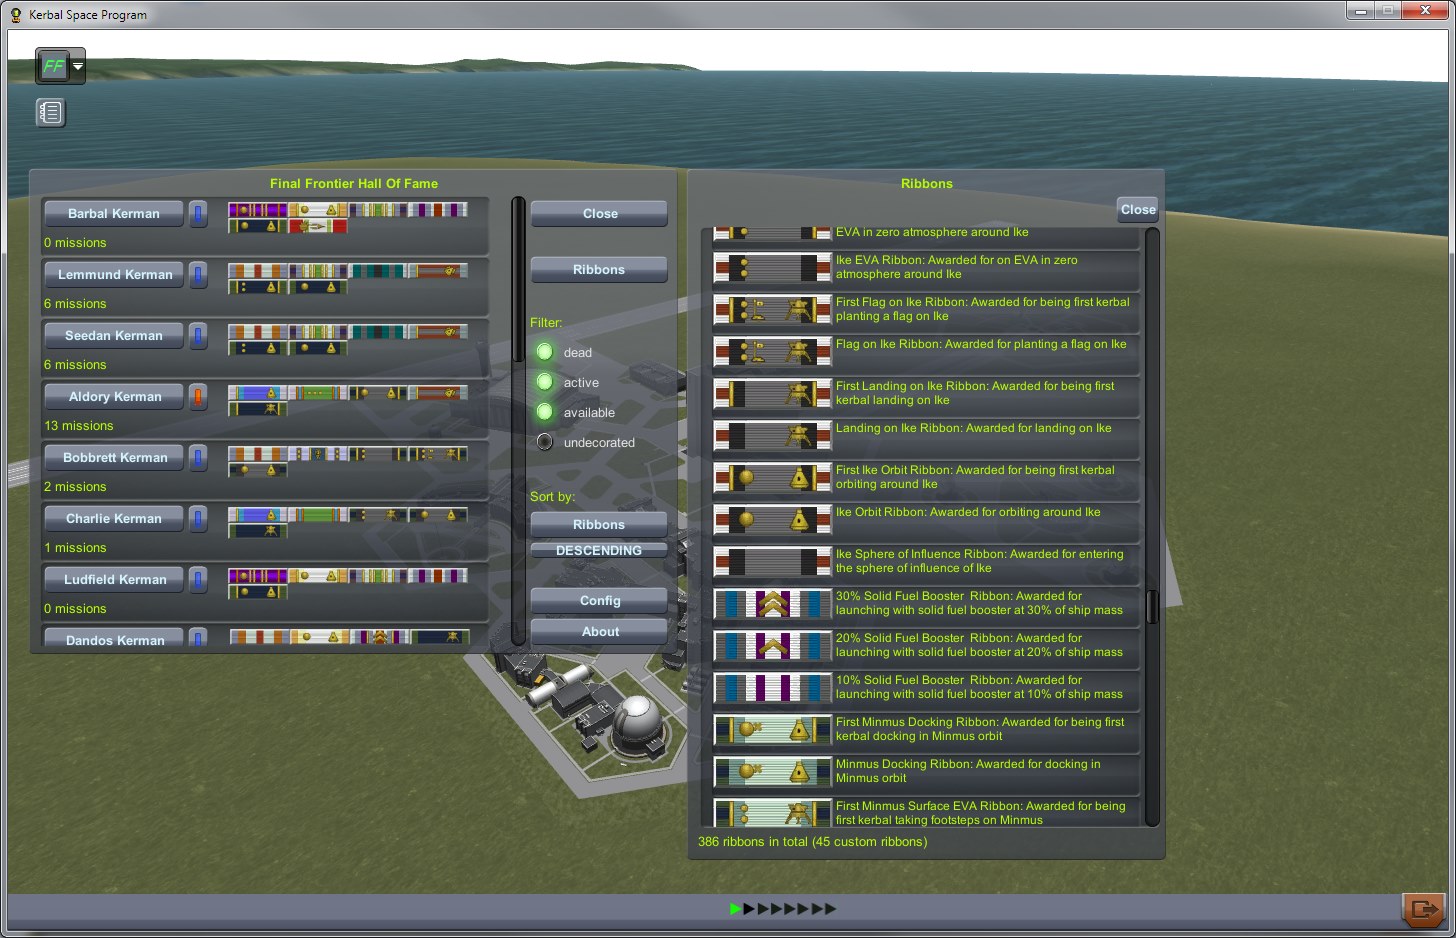 Kerbal Space Program
FF
Final Frontier Hall Of Fame
Barbal Kerman
0 missions
Lemmund Kerman
6 missions
Seedan Kerman
6 missions
Aldory Kerman
13 missions
Bobbrett Kerman
2 missions
Charlie Kerman
1 missions
Ludfield Kerman
0 missions
Dandos Kerman
Close
Ribbons
Filter:
dead
active
available
undecorated
Sort by:
Ribbons
DESCENDING
Config
About
Ribbons
Close
EVA in zero atmosphere around Ike
Ike EVA Ribbon: Awarded for on EVA in zero
atmosphere around Ike
First Flag on Ike Ribbon: Awarded for being first kerbal
planting a flag on Ike
Flag on Ike Ribbon: Awarded for planting a flag on Ike
First Landing on Ike Ribbon: Awarded for being first
kerbal landing on Ike
Landing on Ike Ribbon: Awarded for landing on Ike
First Ike Orbit Ribbon: Awarded for being first kerbal
orbiting around Ike
Ike Orbit Ribbon: Awarded for orbiting around Ike
Ike Sphere of Influence Ribbon: Awarded for entering
the sphere of influence of Ike
30% Solid Fuel Booster Ribbon: Awarded for
launching with solid fuel booster at 30% of ship mass
20% Solid Fuel Booster Ribbon: Awarded for
launching with solid fuel booster at 20% of ship mass
10% Solid Fuel Booster Ribbon: Awarded for
launching with solid fuel booster at 10% of ship mass
First Minmus Docking Ribbon: Awarded for being first
kerbal docking in Minmus orbit
Minmus Docking Ribbon: Awarded for docking in
Minmus orbit
First Minmus Surface EVA Ribbon: Awarded for being
first kerbal taking footsteps on Minmus
386 ribbons in total (45 custom ribbons)